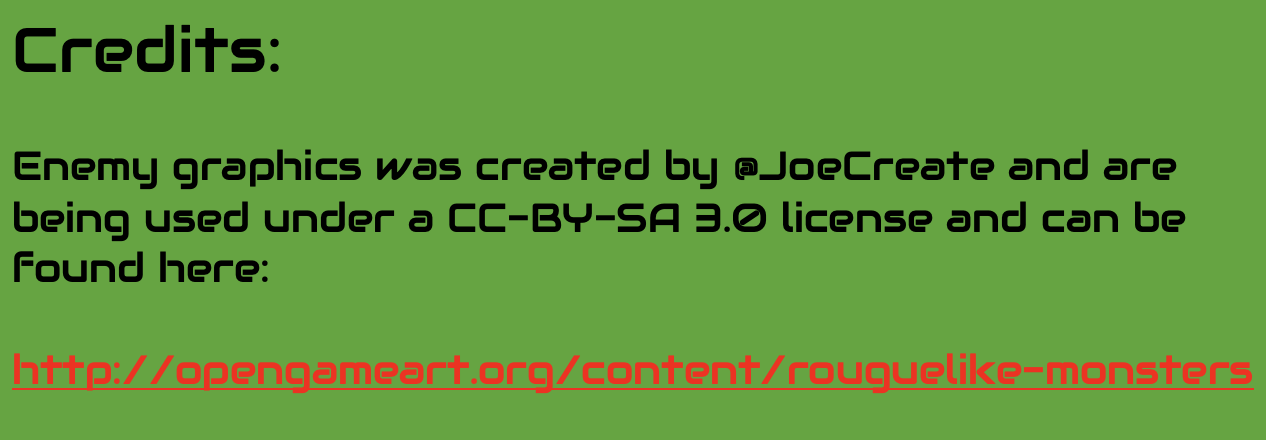 Credits:
Enemy graphics was created by @JoeCreate and are
being used under a CC-BY-SA 3.0 license and can be
found here:
http://opengameart.org/content/rouguelike-monsters